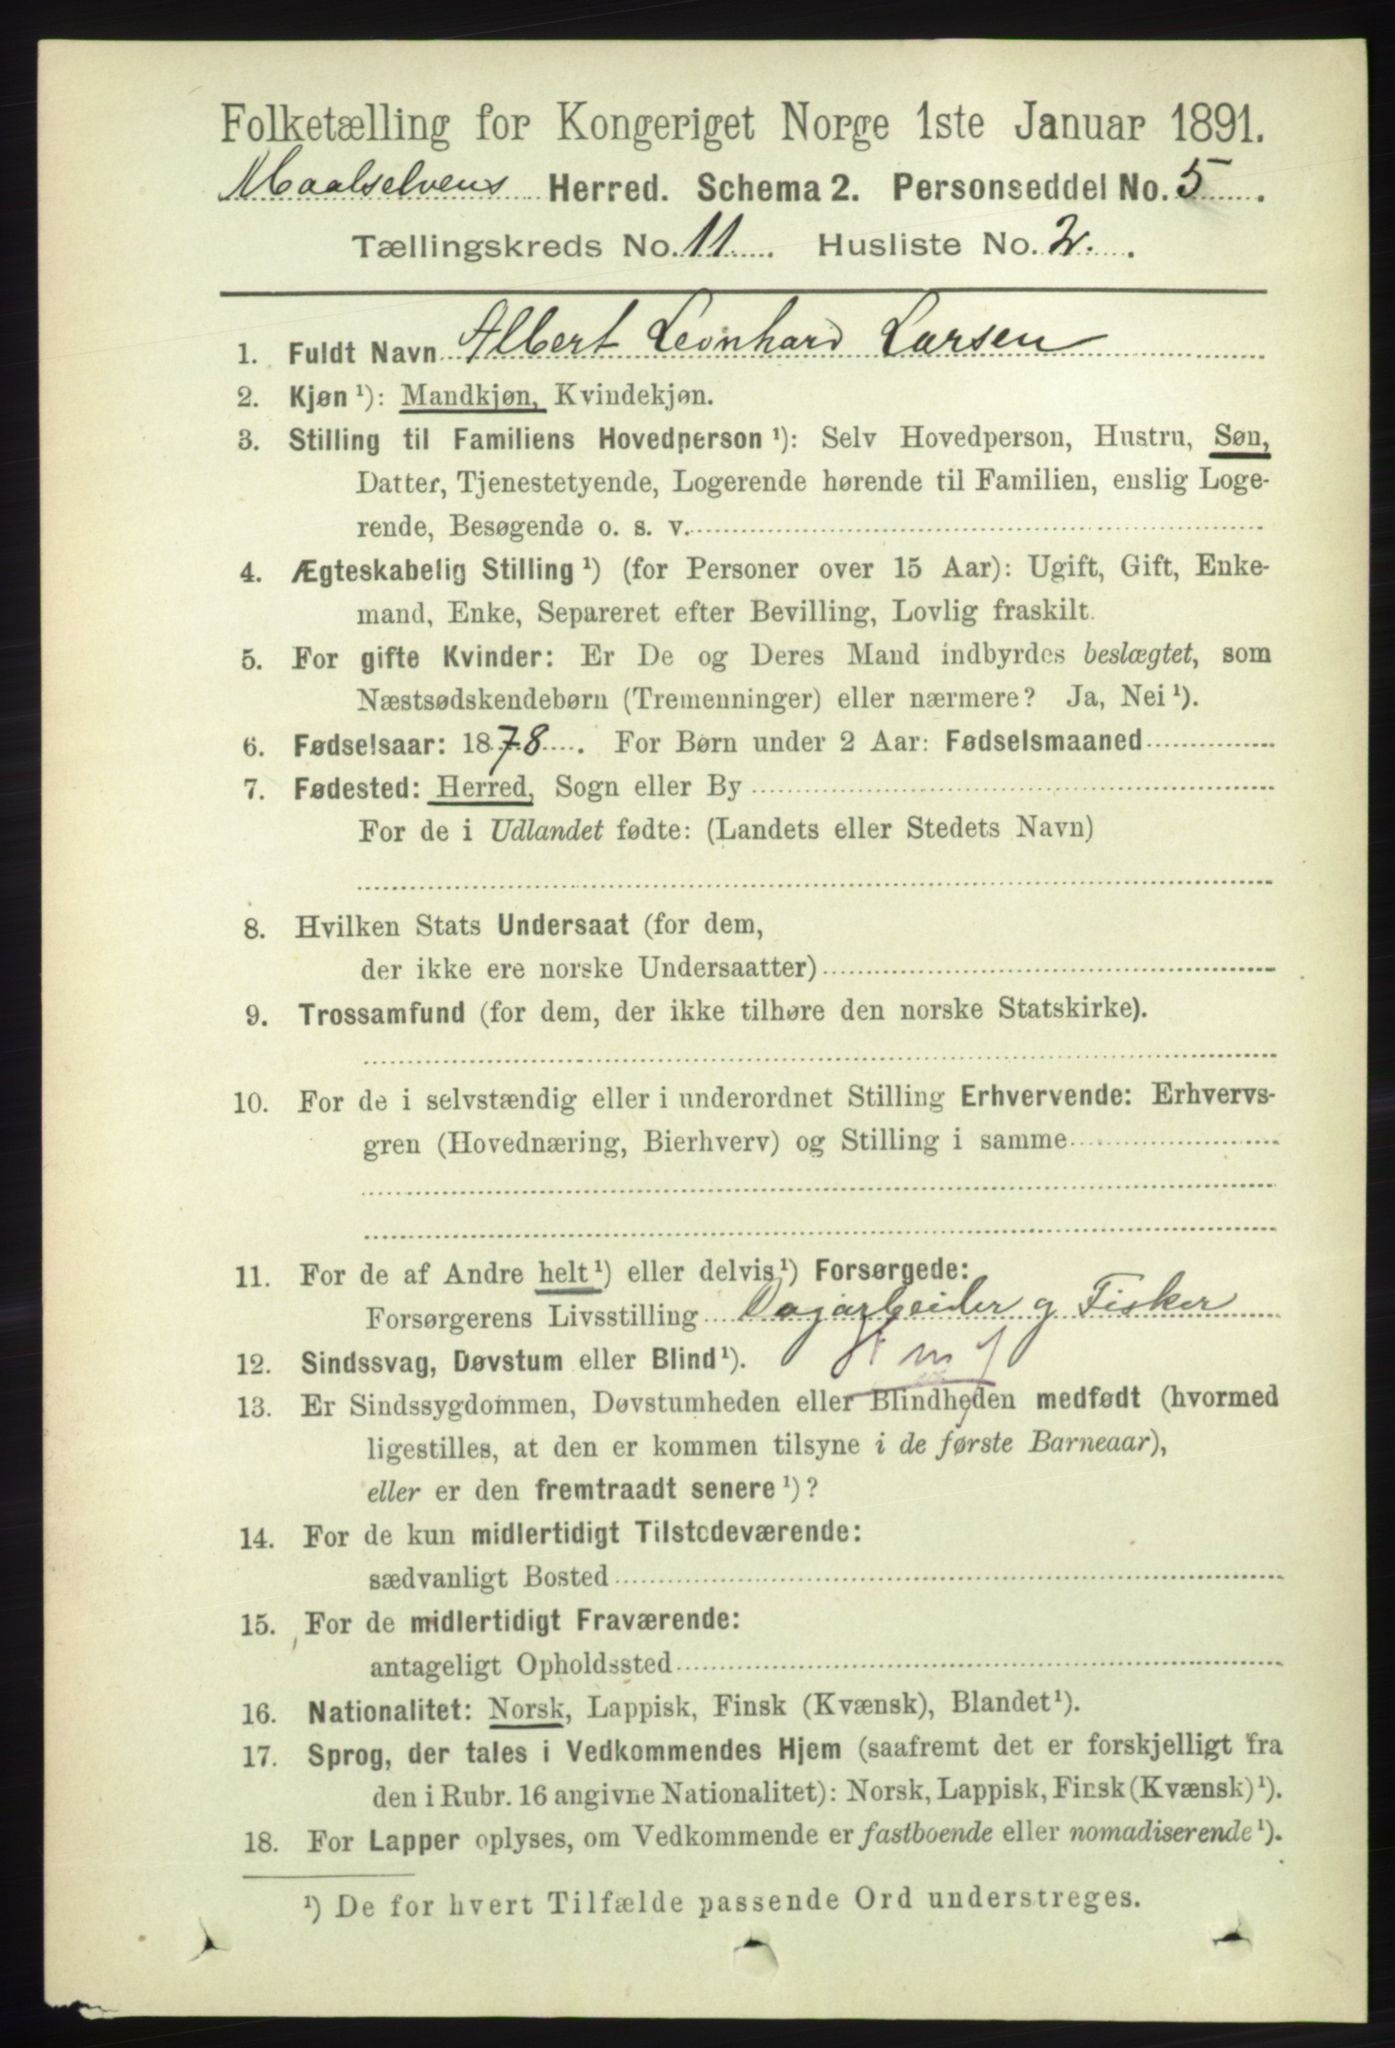 Folketælling for Kongeriget Norge 1ste Januar 1891.
Maalselvens Herred. Schema 2. Personseddel No. 5.
Tællingskreds No. 11. Husliste No. 2.
1. Fuldt Navn Albert Leonhard Larsen
2. Kjøn ¹): Mandkjøn, Kvindekjøn.
3. Stilling til Familiens Hovedperson ¹): Selv Hovedperson, Hustru, Søn,
Datter, Tjenestetyende, Logerende hørende til Familien, enslig Loge-
rende, Besøgende o. s. v.
4. Ægteskabelig Stilling ¹) (for Personer over 15 Aar): Ugift, Gift, Enke-
mand, Enke, Separeret efter Bevilling, Lovlig fraskilt.
5. For gifte Kvinder: Er De og Deres Mand indbyrdes beslægtet, som
Næstsødskendebørn (Tremenninger) eller nærmere? Ja, Nei ¹).
6. Fødselsaar: 1878. For Børn under 2 Aar: Fødselsmaaned
7. Fødested: Herred, Sogn eller By
For de i Udlandet fødte: (Landets eller Stedets Navn)
8. Hvilken Stats Undersaat (for dem,
der ikke ere norske Undersaatter)
9. Trossamfund (for dem, der ikke tilhøre den norske Statskirke).
10. For de i selvstændig eller i underordnet Stilling Erhvervende: Erhvervs-
gren (Hovednæring, Bierhverv) og Stilling i samme
11. For de af Andre helt ¹) eller delvis ¹) Forsørgede:
Forsørgerens Livsstilling Dagarbeider g Fisker
12. Sindssvag, Døvstum eller Blind ¹).
13. Er Sindssygdommen, Døvstumheden eller Blindheden medfødt (hvormed
ligestilles, at den er kommen tilsyne i de første Barneaar),
eller er den fremtraadt senere ¹)?
14. For de kun midlertidigt Tilstedeværende:
sædvanligt Bosted
15. For de midlertidigt Fraværende:
antageligt Opholdssted
16. Nationalitet: Norsk, Lappisk, Finsk (Kvænsk), Blandet ¹).
17. Sprog, der tales i Vedkommendes Hjem (saafremt det er forskjelligt fra
den i Rubr. 16 angivne Nationalitet): Norsk, Lappisk, Finsk (Kvænsk) ¹).
18. For Lapper oplyses, om Vedkommende er fastboende eller nomadiserende ¹).
¹) De for hvert Tilfælde passende Ord understreges.